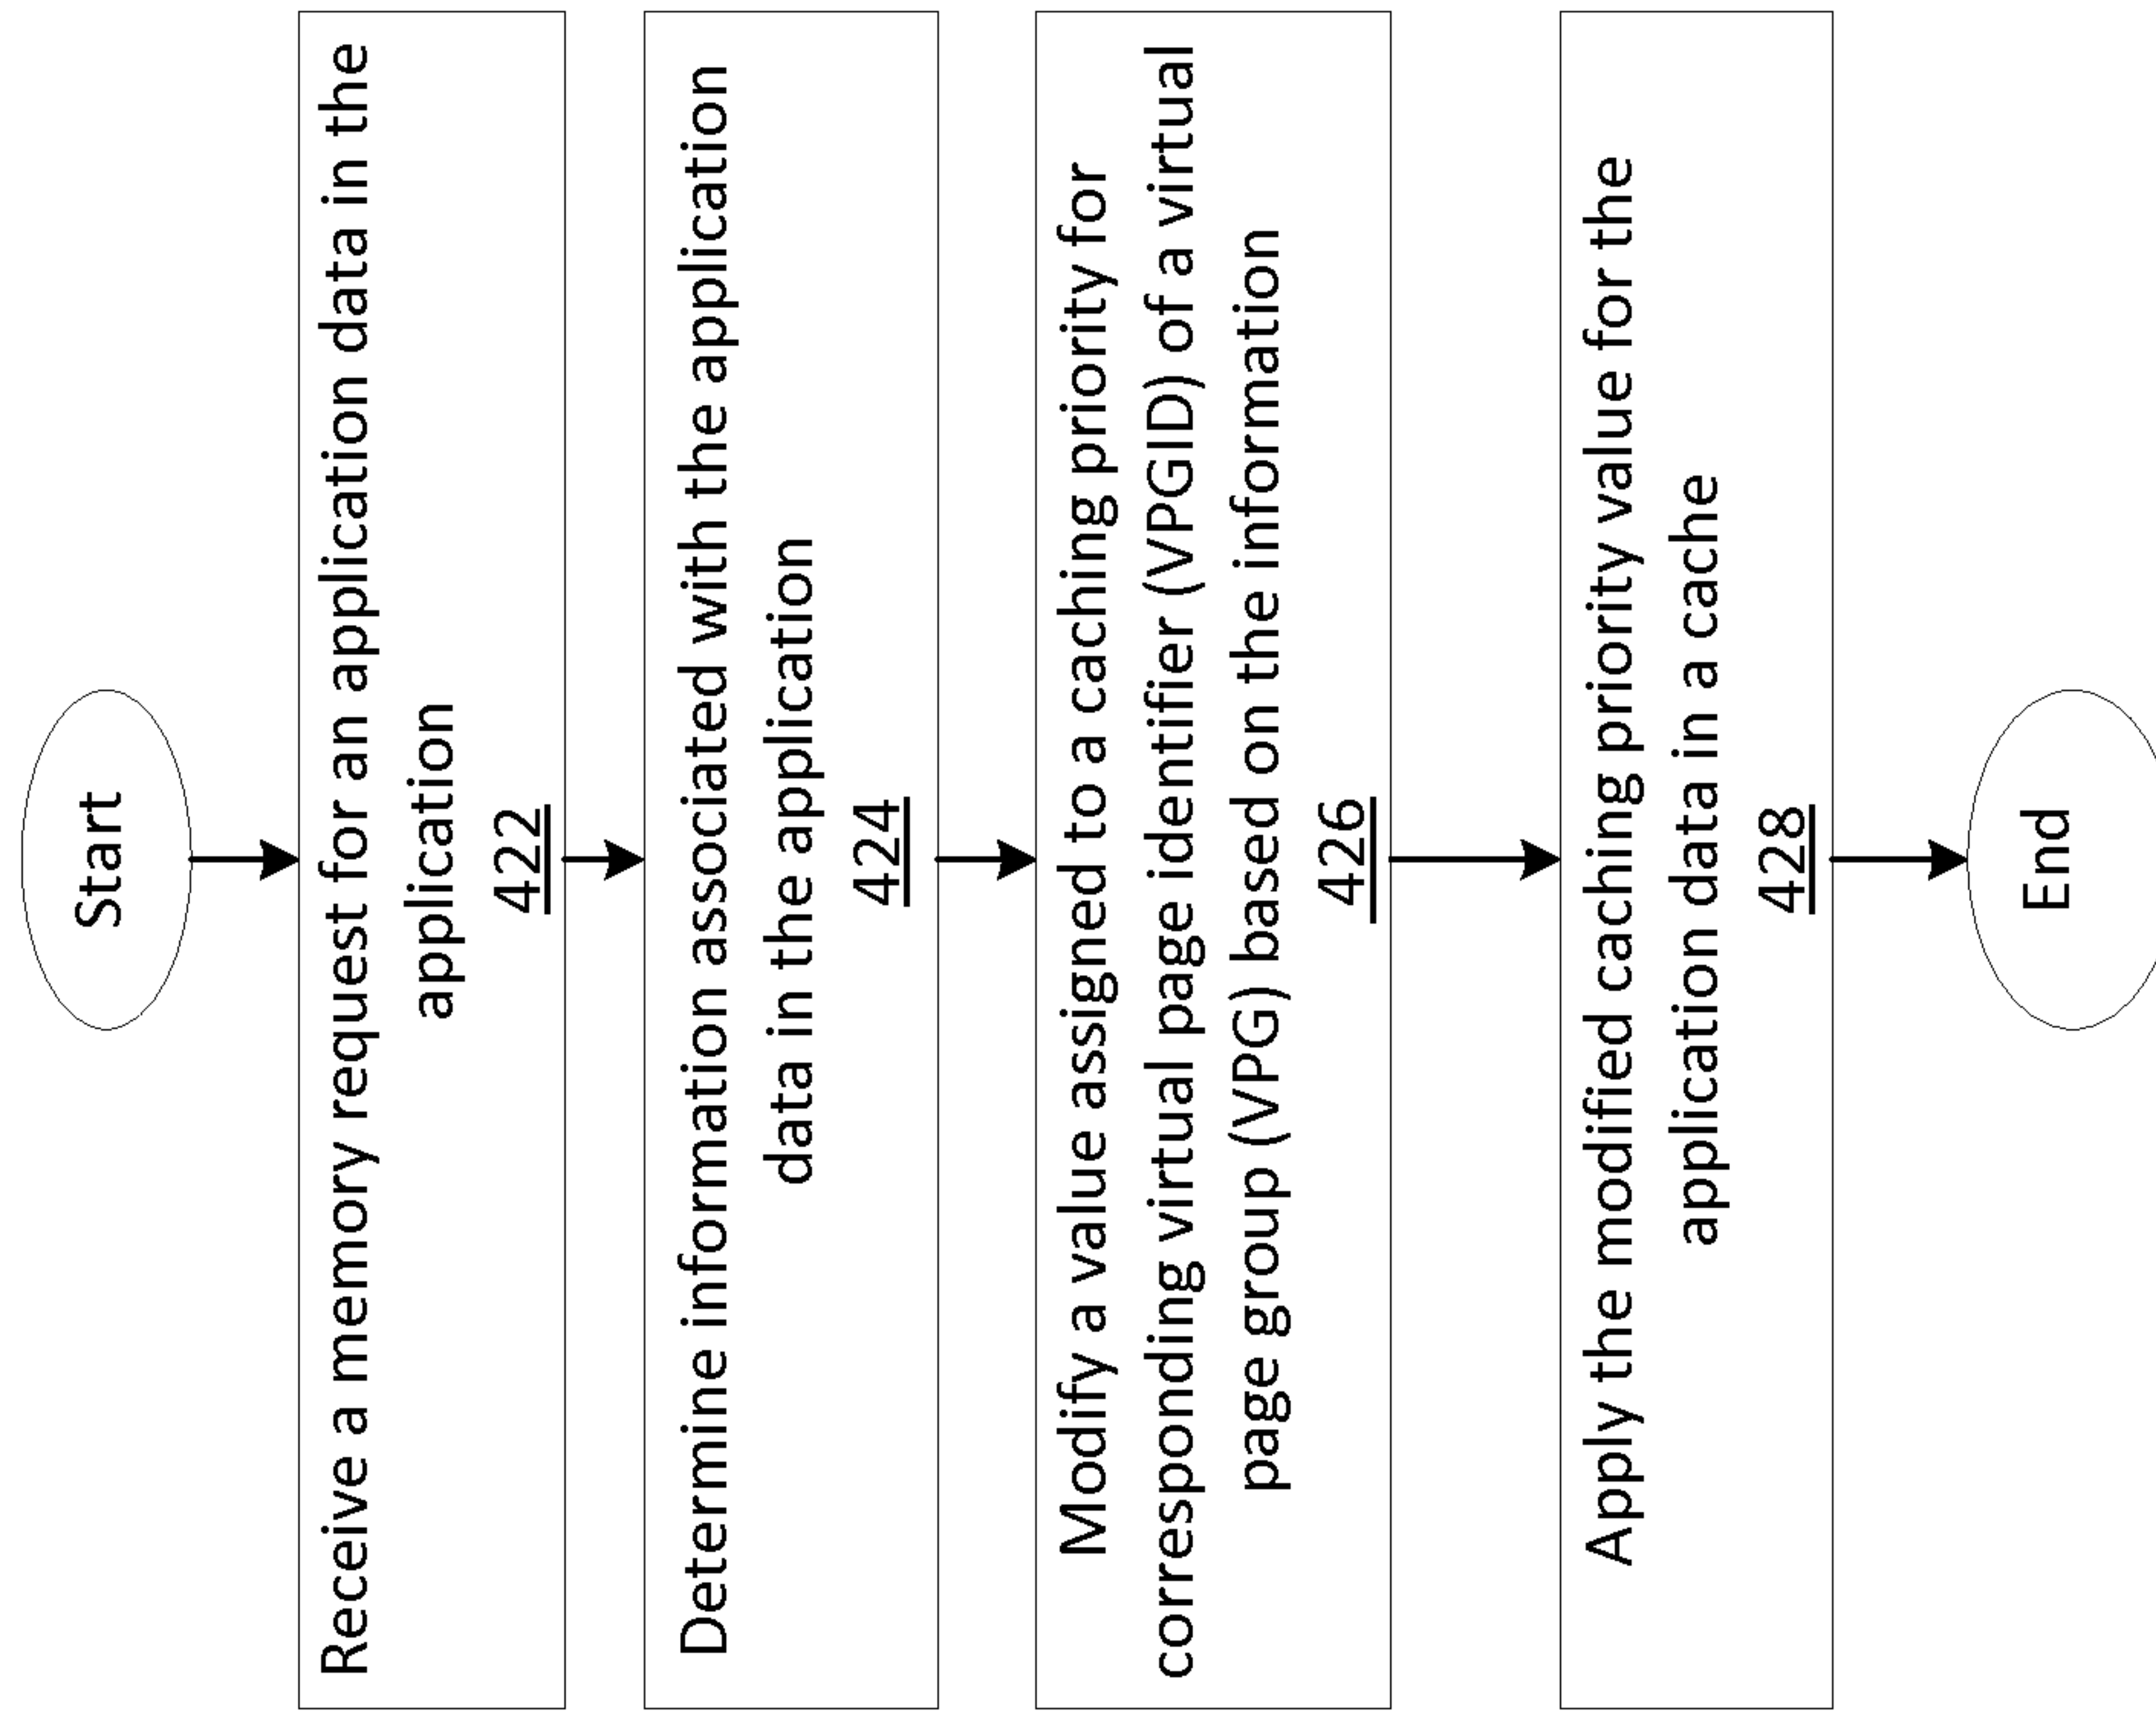 Start
Receive a memory request for an application data in the
application
422
Determine information associated with the application
data in the application
424
Modify a value assigned to a caching priority for
corresponding virtual page identifier (VPGID) of a virtual
page group (VPG) based on the information
426
Apply the modified caching priority value for the
application data in a cache
428
End